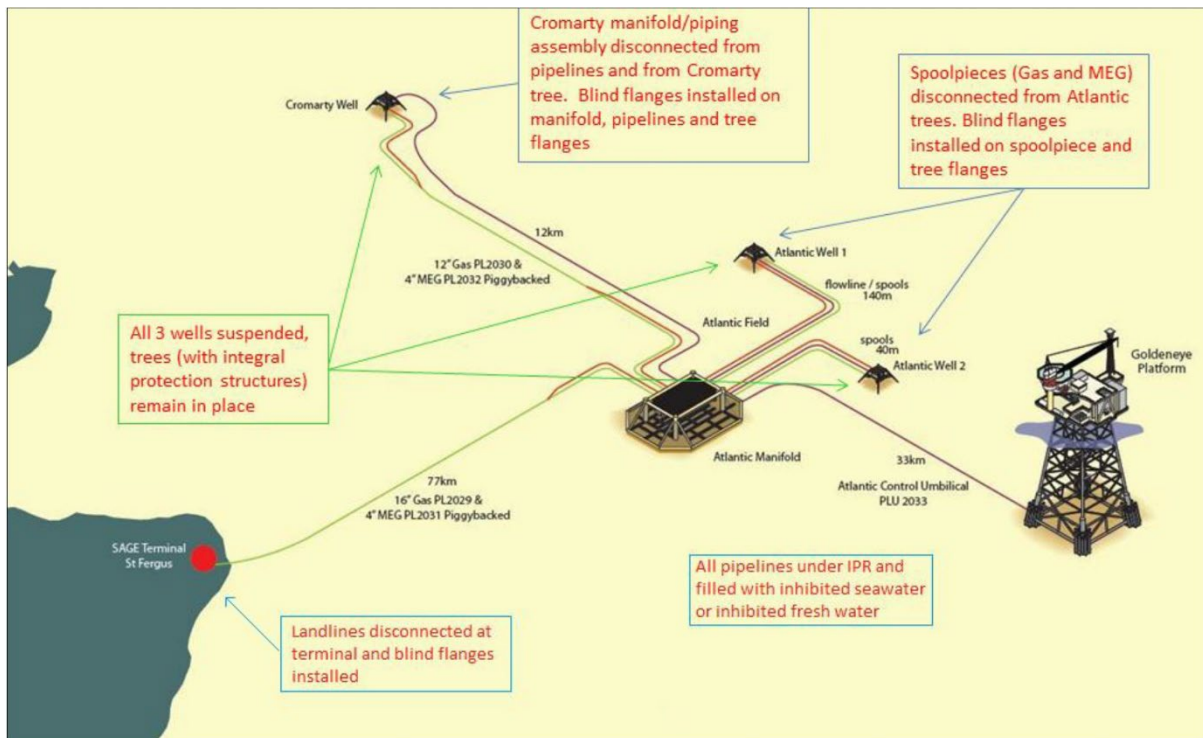 Cromarty manifold/piping
assembly disconnected from
pipelines and from Cromarty
tree.  Blind flanges installed on
manifold, pipelines and tree
flanges
Spoolpieces (Gas and MEG)
disconnected from Atlantic
trees. Blind flanges
installed on spoolpiece and
tree flanges
Cromarty Well
12km
12" Gas PL2030 &
4" MEG PL2032 Piggybacked
Atlantic Well 1
flowline / spools
140m
Atlantic Field
spools
40m
Atlantic Well 2
Goldeneye
Platform
All 3 wells suspended,
trees (with integral
protection structures)
remain in place
Atlantic Manifold
33km
Atlantic Control Umbilical
PLU 2033
77km
16" Gas PL2029 &
4" MEG PL2031 Piggybacked
SAGE Terminal
St Fergus
All pipelines under IPR and
filled with inhibited seawater
or inhibited fresh water
Landlines disconnected at
terminal and blind flanges
installed